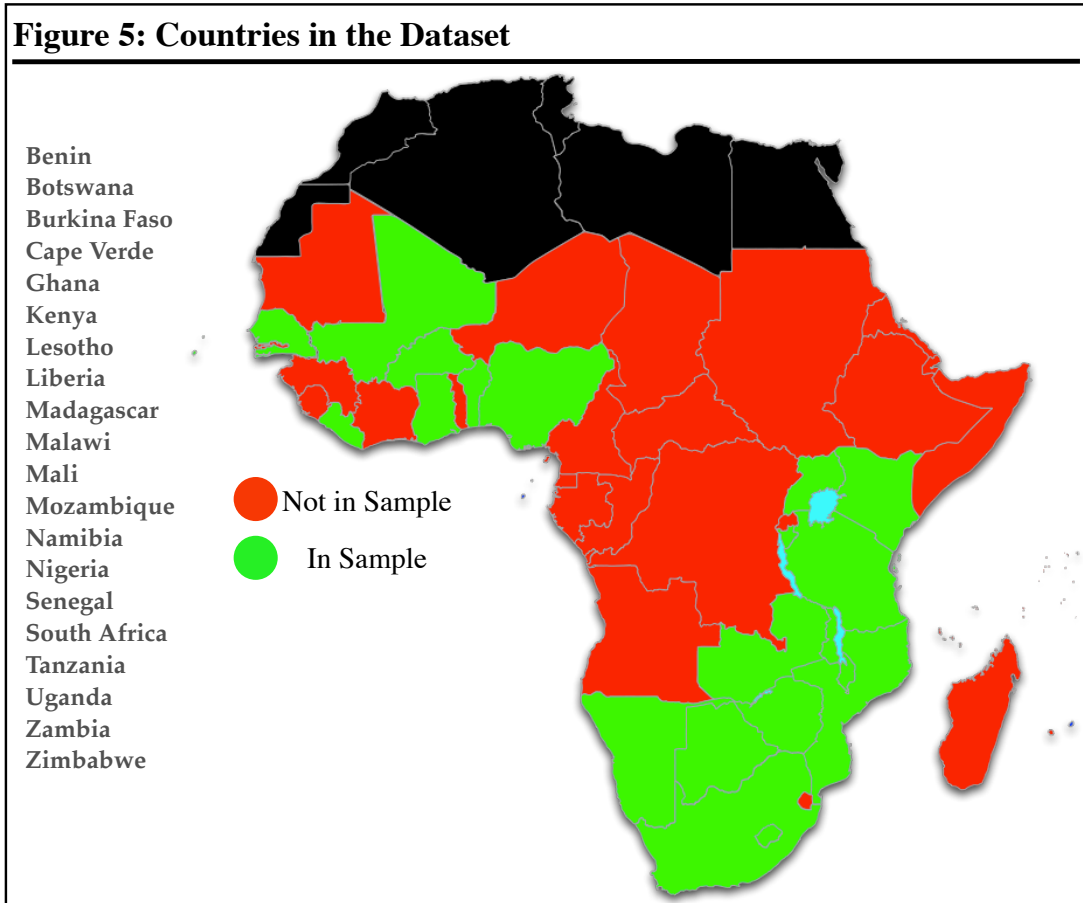 Figure 5: Countries in the Dataset
Benin
Botswana
Burkina Faso
Cape Verde
Ghana
Kenya
Lesotho
Liberia
Madagascar
Malawi
Mali
Mozambique
Namibia
Nigeria
Senegal
South Africa
Tanzania
Uganda
Zambia
Zimbabwe
Not in Sample
In Sample